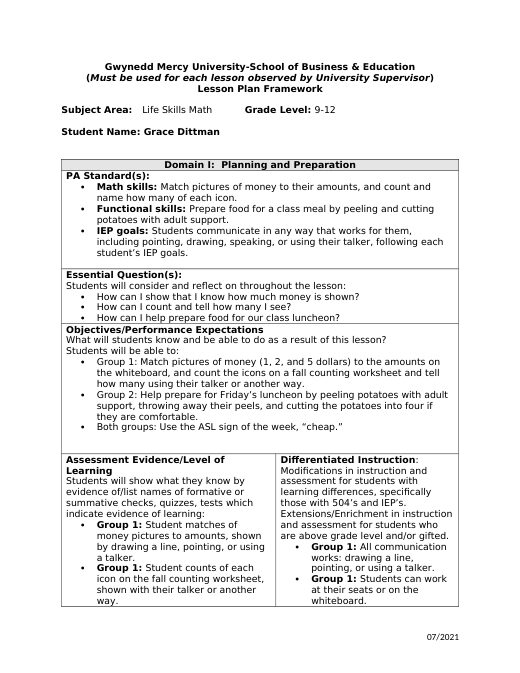 Gwynedd Mercy University-School of Business & Education
(Must be used for each lesson observed by University Supervisor)
Lesson Plan Framework
Subject Area: Life Skills Math Grade Level: 9-12
Student Name: Grace Dittman
Domain I: Planning and Preparation
PA Standard(s):
• Math skills: Match pictures of money to their amounts, and count and
name how many of each icon.
• Functional skills: Prepare food for a class meal by peeling and cutting
potatoes with adult support.
• IEP goals: Students communicate in any way that works for them,
including pointing, drawing, speaking, or using their talker, following each
student's IEP goals.
Essential Question(s):
Students will consider and reflect on throughout the lesson:
• How can I show that I know how much money is shown?
• How can I count and tell how many I see?
• How can I help prepare food for our class luncheon?
Objectives/Performance Expectations
What will students know and be able to do as a result of this lesson?
Students will be able to:
• Group 1: Match pictures of money (1, 2, and 5 dollars) to the amounts on
the whiteboard, and count the icons on a fall counting worksheet and tell
how many using their talker or another way.
• Group 2: Help prepare for Friday's luncheon by peeling potatoes with adult
support, throwing away their peels, and cutting the potatoes into four if
they are comfortable.
• Both groups: Use the ASL sign of the week, “cheap.”
Assessment Evidence/Level of
Learning
Students will show what they know by
evidence of/list names of formative or
summative checks, quizzes, tests which
indicate evidence of learning:
• Group 1: Student matches of
money pictures to amounts, shown
by drawing a line, pointing, or using
a talker.
• Group 1: Student counts of each
icon on the fall counting worksheet,
shown with their talker or another
way.
Differentiated Instruction:
Modifications in instruction and
assessment for students with
learning differences, specifically
those with 504's and IEP's.
Extensions/Enrichment in instruction
and assessment for students who
are above grade level and/or gifted.
• Group 1: All communication
works: drawing a line,
pointing, or using a talker.
• Group 1: Students can work
at their seats or on the
whiteboard.
07/2021